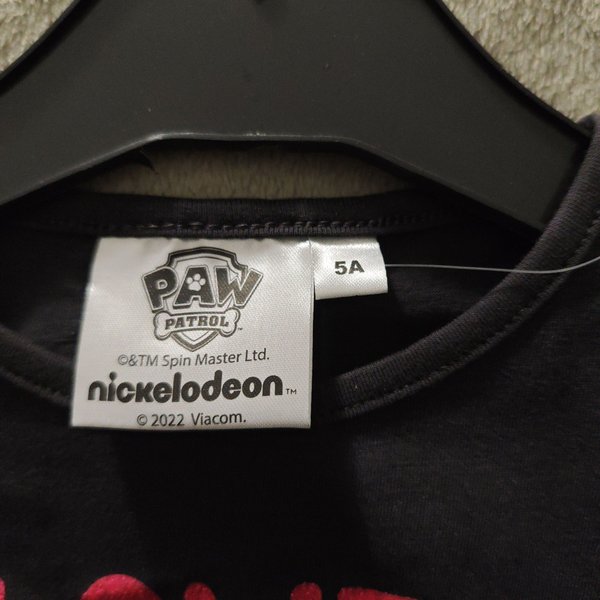 PAW
PATROL
©&TM Spin Master Ltd.
nickelodeon™
© 2022 Viacom.
5A